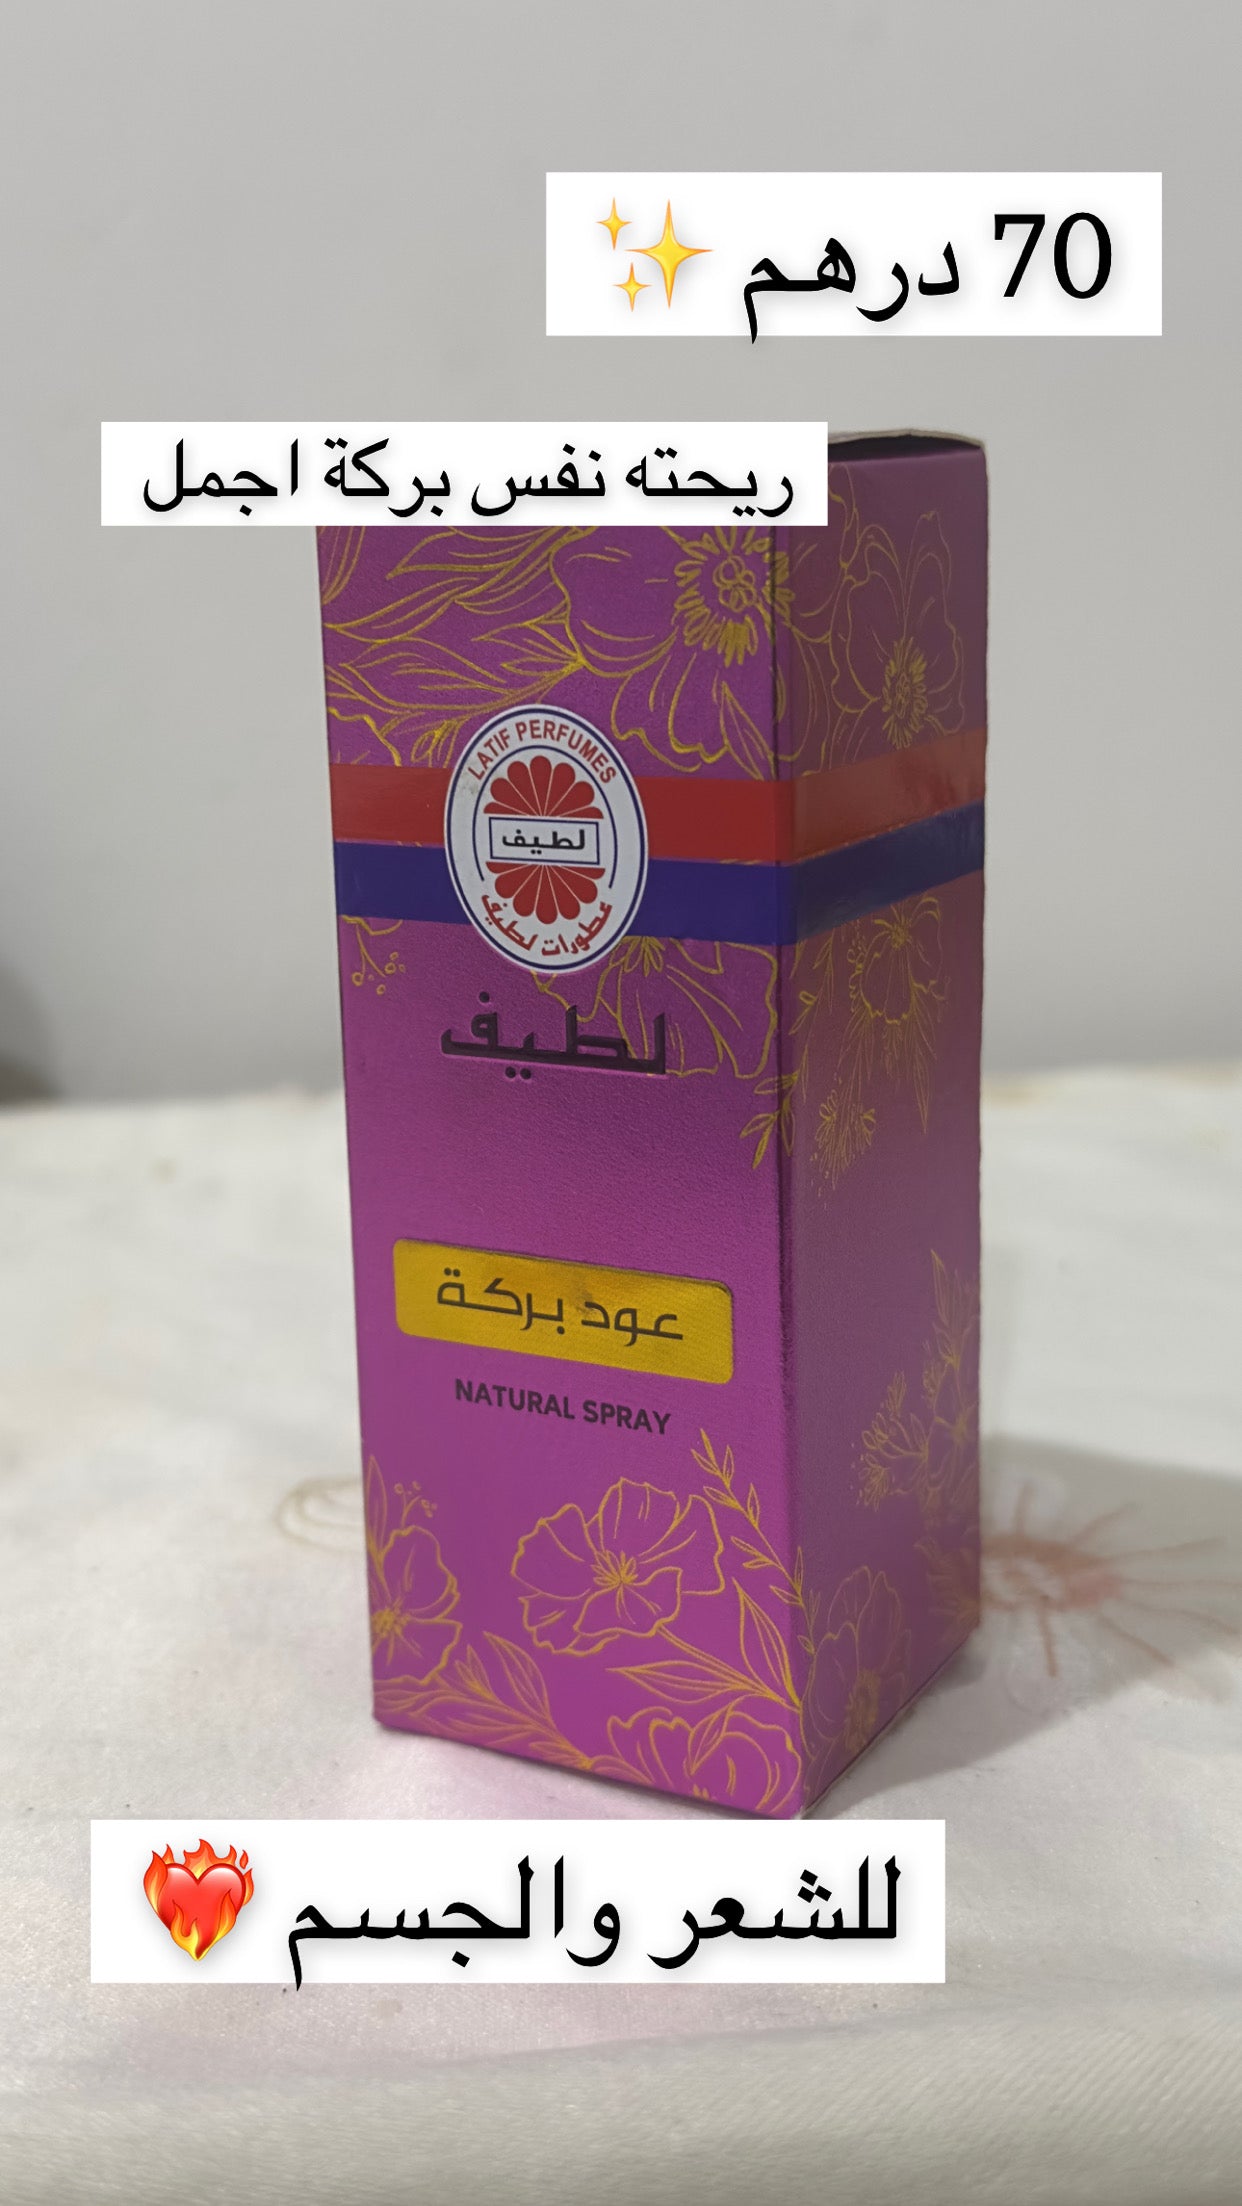 70 درهم ✨
ريحته نفس بركة اجمل
LATIF PERFUMES
لطيف
عطورات لطيف
لطيف
عود بركة
NATURAL SPRAY
للشعر والجسم ❤️‍🔥